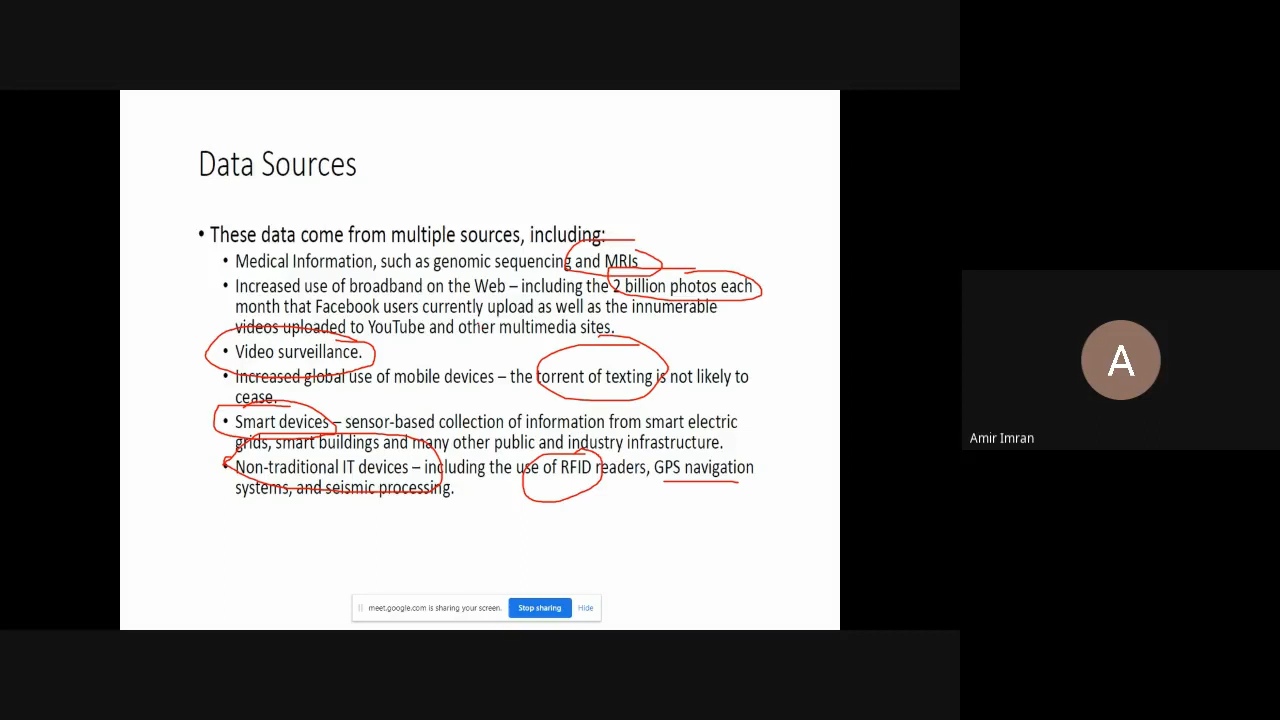 Data Sources
• These data come from multiple sources, including:
• Medical Information, such as genomic sequencing and MRIs
• Increased use of broadband on the Web – including the 2 billion photos each
month that Facebook users currently upload as well as the innumerable
videos uploaded to YouTube and other multimedia sites.
• Video surveillance.
• Increased global use of mobile devices – the torrent of texting is not likely to
cease.
• Smart devices – sensor-based collection of information from smart electric
grids, smart buildings and many other public and industry infrastructure.
• Non-traditional IT devices – including the use of RFID readers, GPS navigation
systems, and seismic processing.
meet.google.com is sharing your screen. Stop sharing Hide
A
Amir Imran